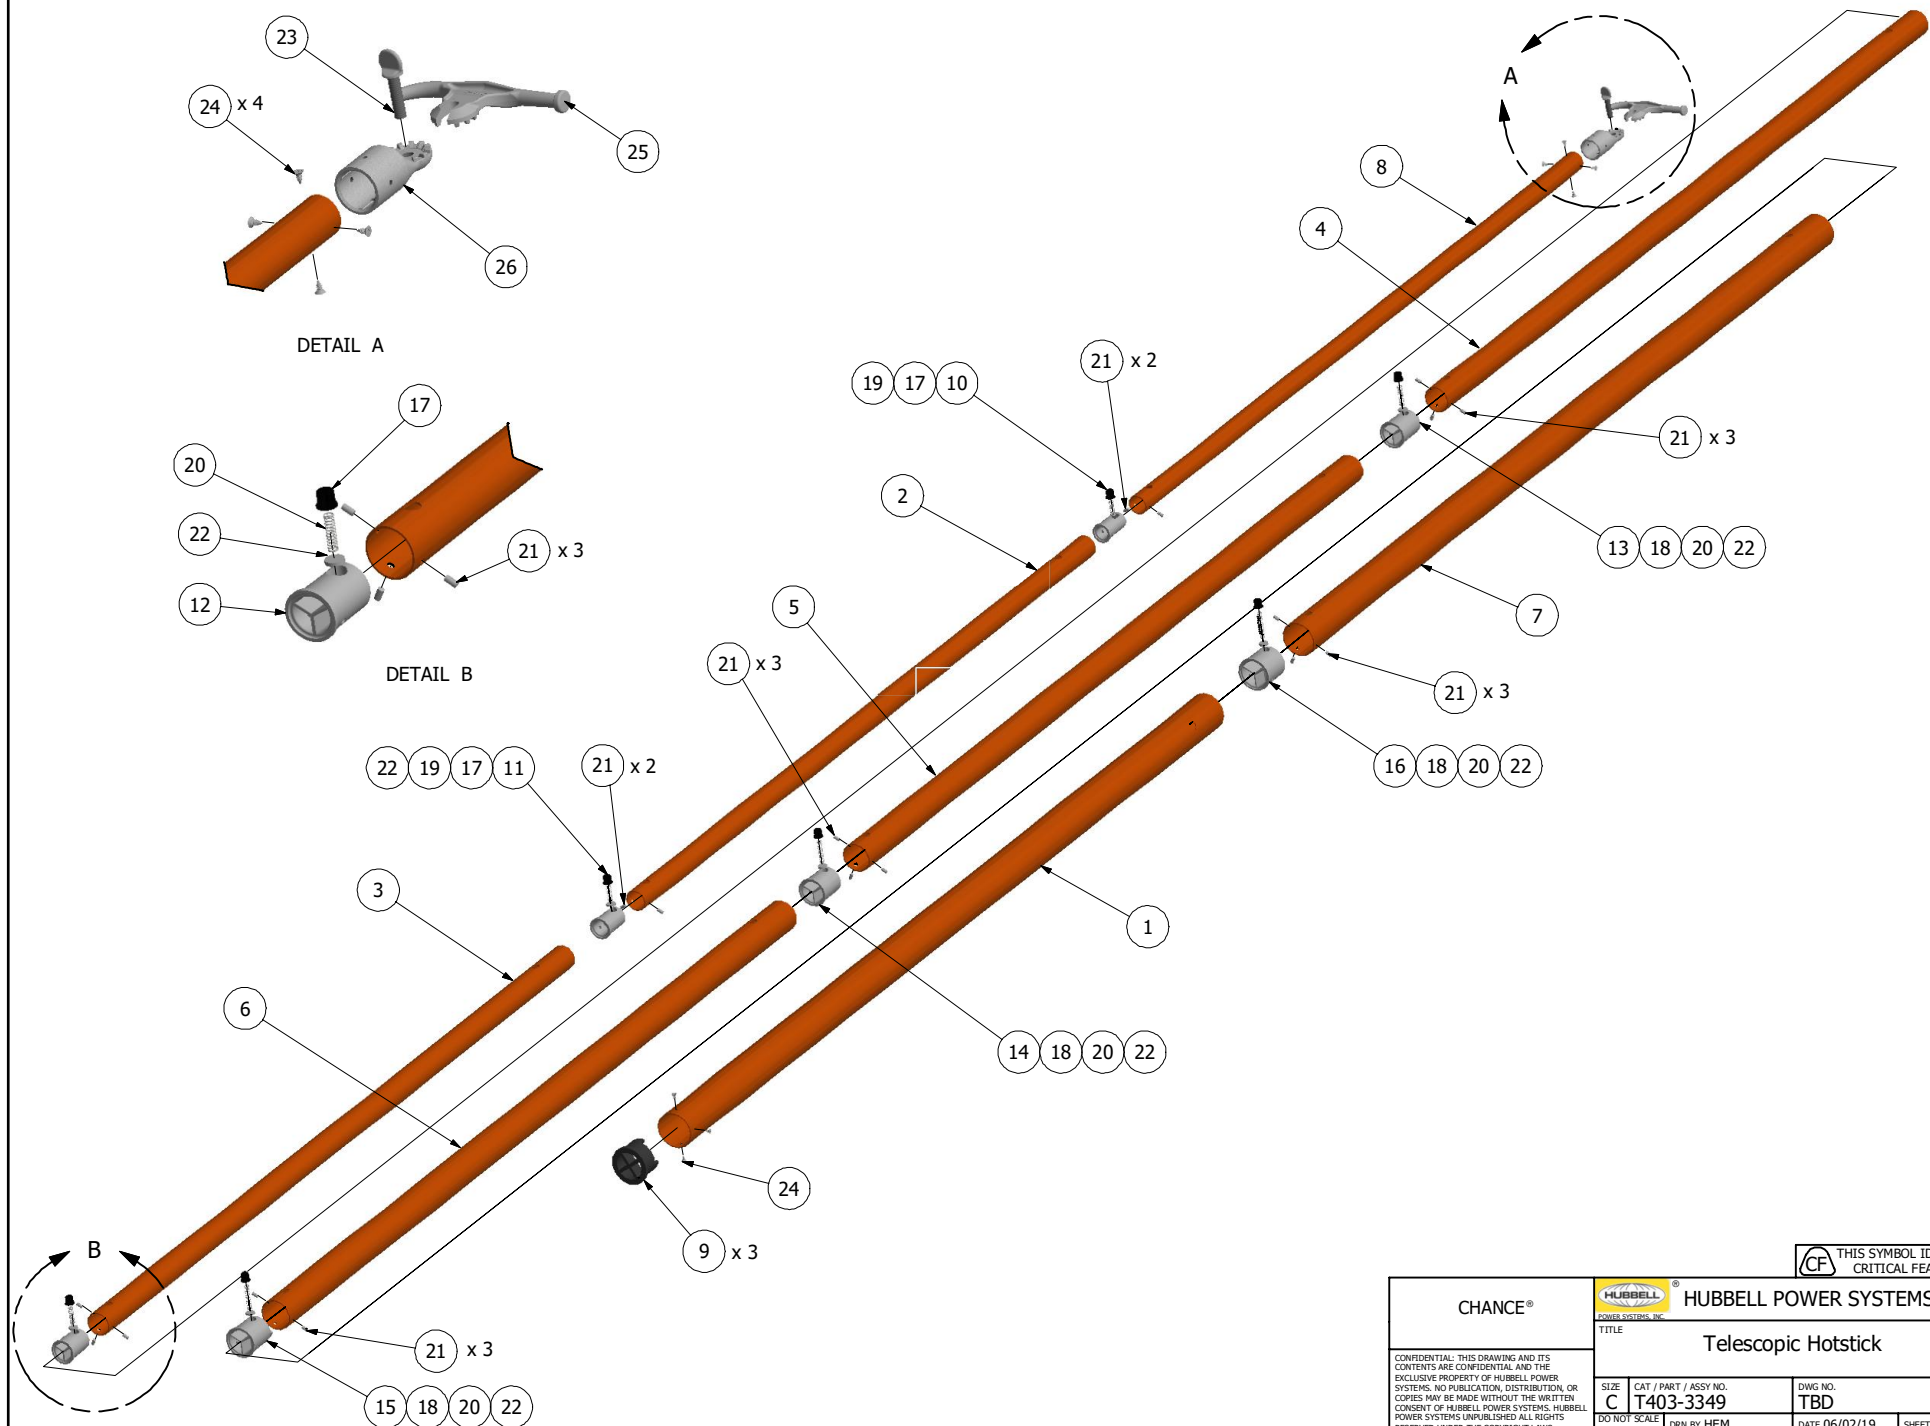 23
24 x 4
25
26
DETAIL A
17
20
22
21 x 3
12
DETAIL B
A
8
4
21 x 2
19 17 10
21 x 3
2
13 18 20 22
7
5
21 x 3
21 x 3
16 18 20 22
22 19 17 11
21 x 2
3
1
6
14 18 20 22
24
9 x 3
B
21 x 3
15 18 20 22
CF THIS SYMBOL
CRITICAL
CHANCE®
HUBBELL ® HUBBELL POWER SYSTEMS
POWER SYSTEMS, INC.
TITLE
Telescopic Hotstick
CONFIDENTIAL: THIS DRAWING AND ITS
CONTENTS ARE CONFIDENTIAL AND THE
EXCLUSIVE PROPERTY OF HUBBELL POWER
SYSTEMS. NO PUBLICATION, DISTRIBUTION, OR
COPIES MAY BE MADE WITHOUT THE WRITTEN
CONSENT OF HUBBELL POWER SYSTEMS. HUBBELL
POWER SYSTEMS UNPUBLISHED ALL RIGHTS
SIZE CAT / PART / ASSY NO. DWG NO.
C T403-3349 TBD
DO NOT SCALE DRN BY HEM DATE 06/02/19 SHEET